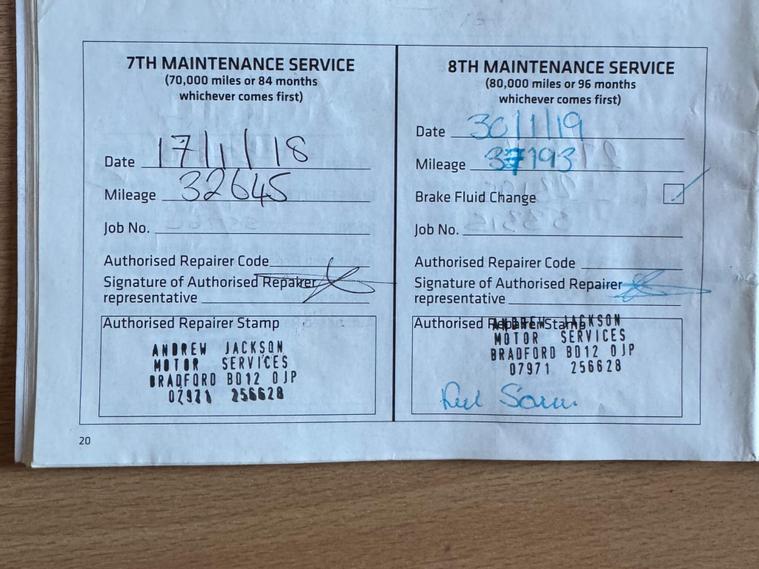 7TH MAINTENANCE SERVICE
(70,000 miles or 84 months
whichever comes first)
Date 17/1/18
Mileage 32645
Job No.
Authorised Repairer Code
Signature of Authorised Repairer
representative
Authorised Repairer Stamp
ANDREW JACKSON
MOTOR SERVICES
BRADFORD BD12 0JP
07971 256628
20
8TH MAINTENANCE SERVICE
(80,000 miles or 96 months
whichever comes first)
Date 30/1/19
Mileage 37193
Brake Fluid Change
Job No.
Authorised Repairer Code
Signature of Authorised Repairer
representative
Authorised Repairer Stamp
ANDREW JACKSON
MOTOR SERVICES
BRADFORD BD12 0JP
07971 256628